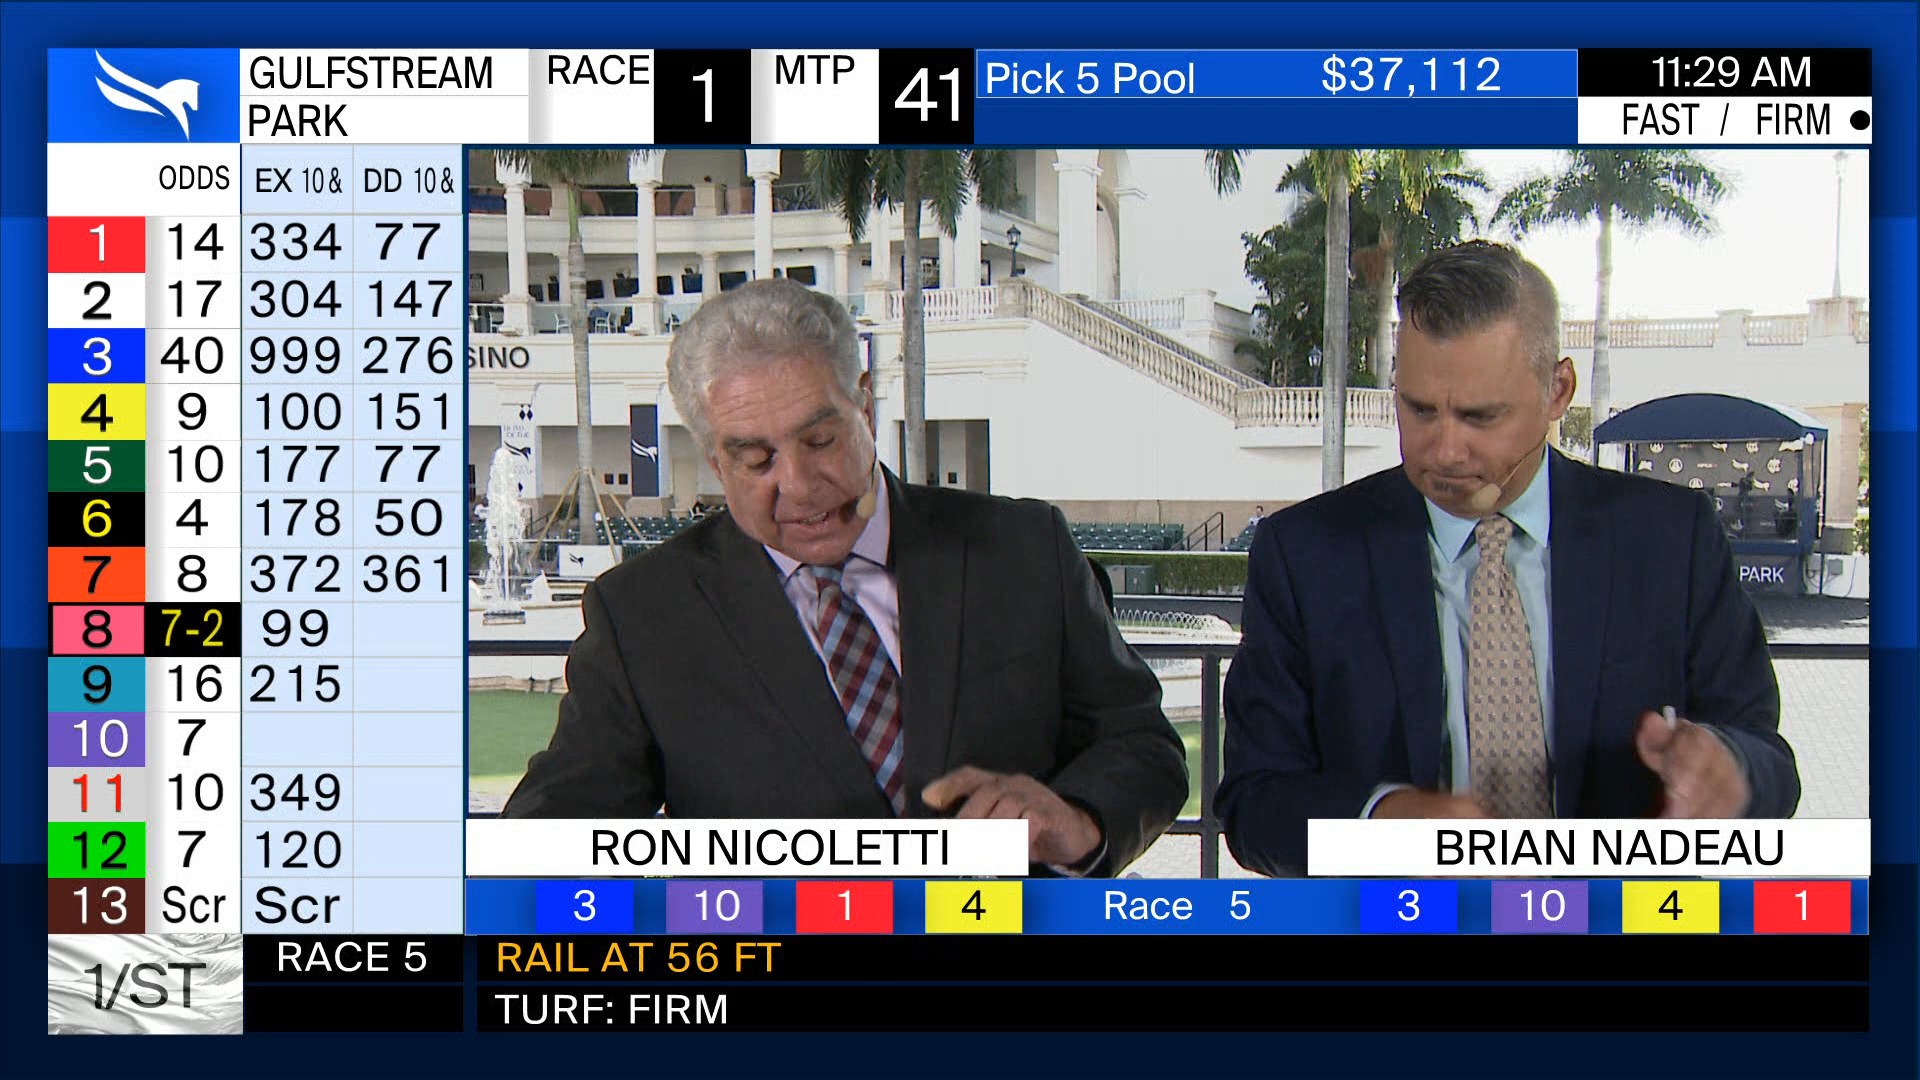 GULFSTREAM PARK
RACE 1
MTP 41
Pick 5 Pool $37,112
11:29 AM
FAST / FIRM
ODDS EX 10& DD 10&
1 14 334 77
2 17 304 147
3 40 999 276
4 9 100 151
5 10 177 77
6 4 178 50
7 8 372 361
8 7-2 99
9 16 215
10 7
11 10 349
12 7 120
13 Scr Scr
SINO
PARK
RON NICOLETTI
BRIAN NADEAU
3 10 1 4 Race 5 3 10 4 1
1/ST
RACE 5
RAIL AT 56 FT
TURF: FIRM